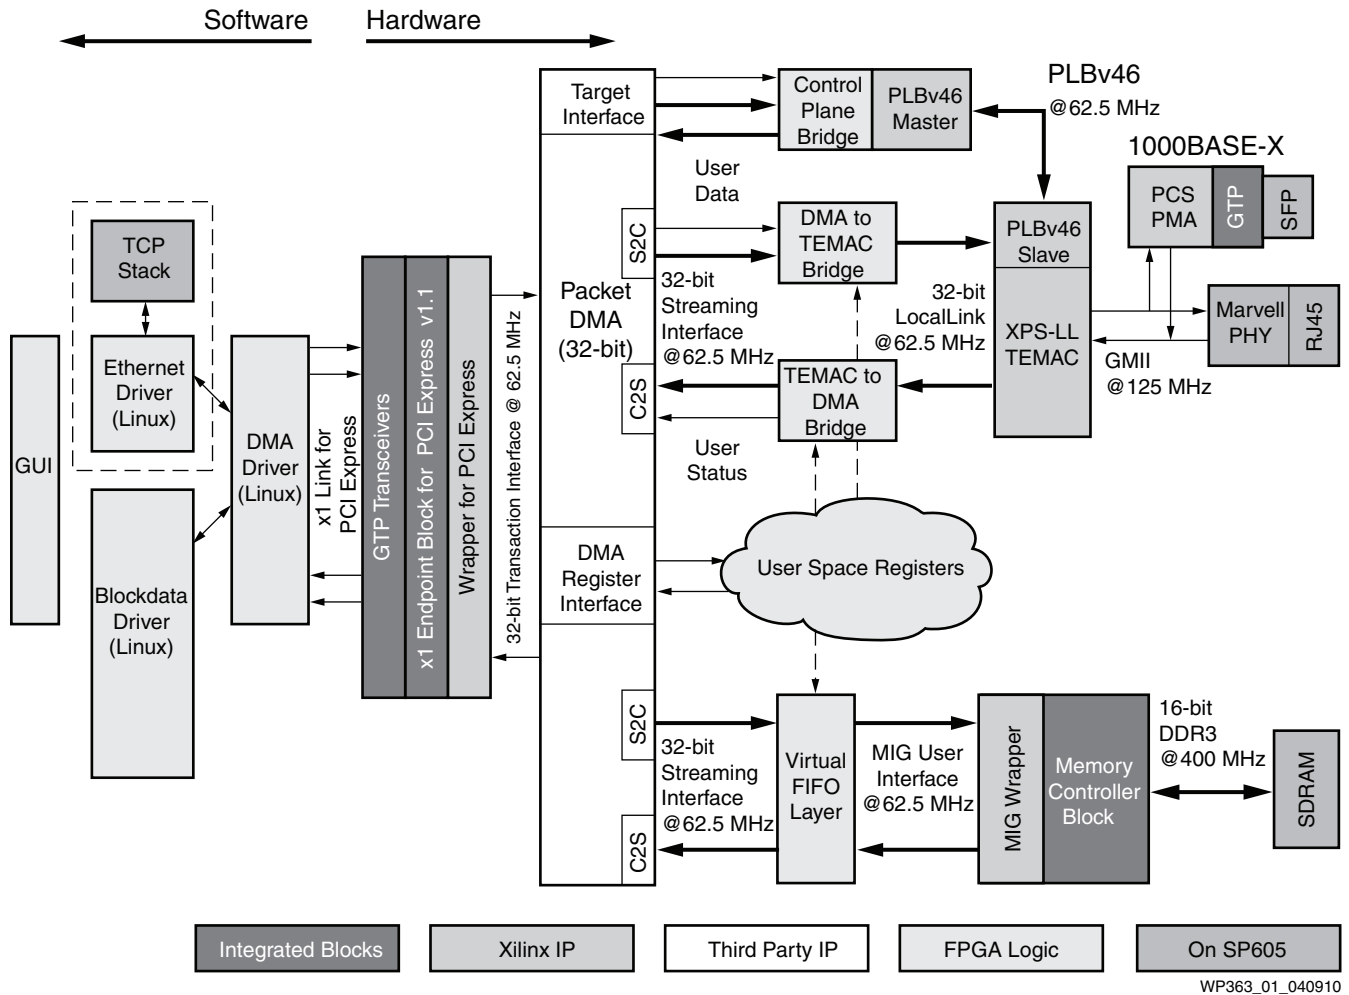 Software
Hardware
Target
Interface
Control
Plane
Bridge
PLBv46
Master
PLBv46
@62.5 MHz
1000BASE-X
PCS
PMA
GTP
SFP
User
Data
TCP
Stack
S2C
DMA to
TEMAC
Bridge
PLBv46
Slave
Packet
DMA
(32-bit)
32-bit
Streaming
Interface
@62.5 MHz
32-bit
LocalLink
@62.5 MHz
XPS-LL
TEMAC
Marvell
PHY
RJ45
GMII
@125 MHz
GUI
Ethernet
Driver
(Linux)
DMA
Driver
(Linux)
x1 Link for
PCI Express
GTP Transceivers
x1 Endpoint Block for PCI Express v1.1
Wrapper for PCI Express
32-bit Transaction Interface @ 62.5 MHz
C2S
TEMAC to
DMA
Bridge
User
Status
Blockdata
Driver
(Linux)
DMA
Register
Interface
User Space Registers
S2C
32-bit
Streaming
Interface
@62.5 MHz
C2S
Virtual
FIFO
Layer
MIG User
Interface
@62.5 MHz
MIG Wrapper
Memory
Controller
Block
16-bit
DDR3
@400 MHz
SDRAM
Integrated Blocks
Xilinx IP
Third Party IP
FPGA Logic
On SP605
WP363_01_040910